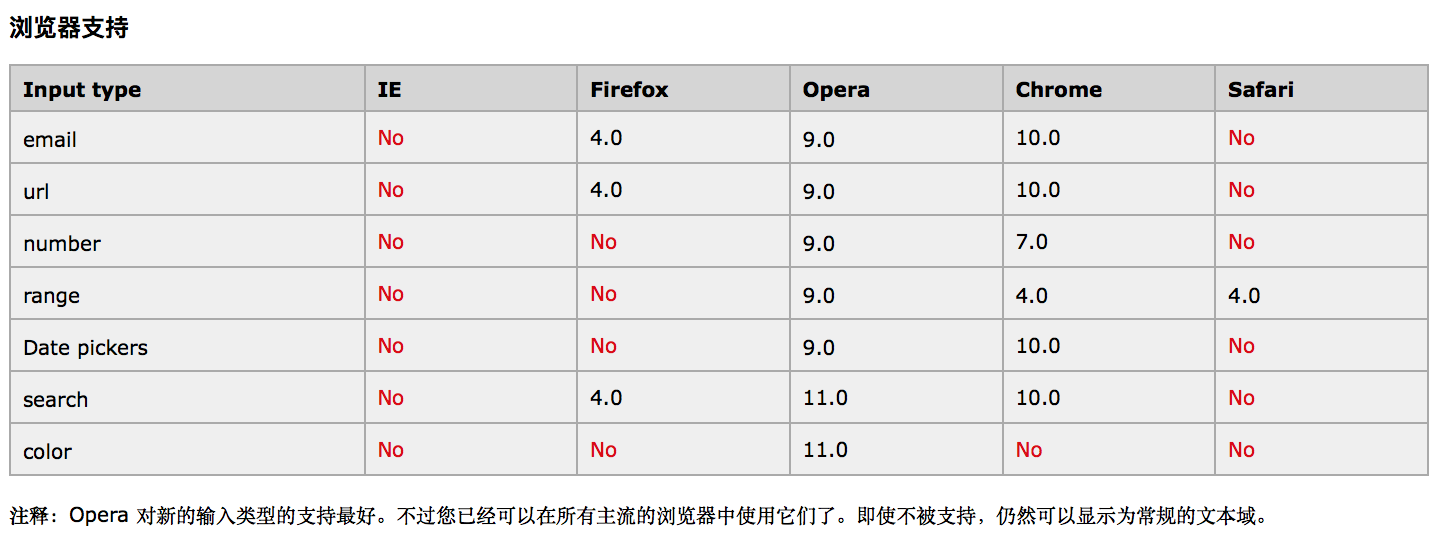 浏览器支持
Input type IE Firefox Opera Chrome Safari
email No 4.0 9.0 10.0 No
url No 4.0 9.0 10.0 No
number No No 9.0 7.0 No
range No No 9.0 4.0 4.0
Date pickers No No 9.0 10.0 No
search No 4.0 11.0 10.0 No
color No No 11.0 No No
注释：Opera 对新的输入类型的支持最好。不过您已经可以在所有主流的浏览器中使用它们了。即使不被支持，仍然可以显示为常规的文本域。